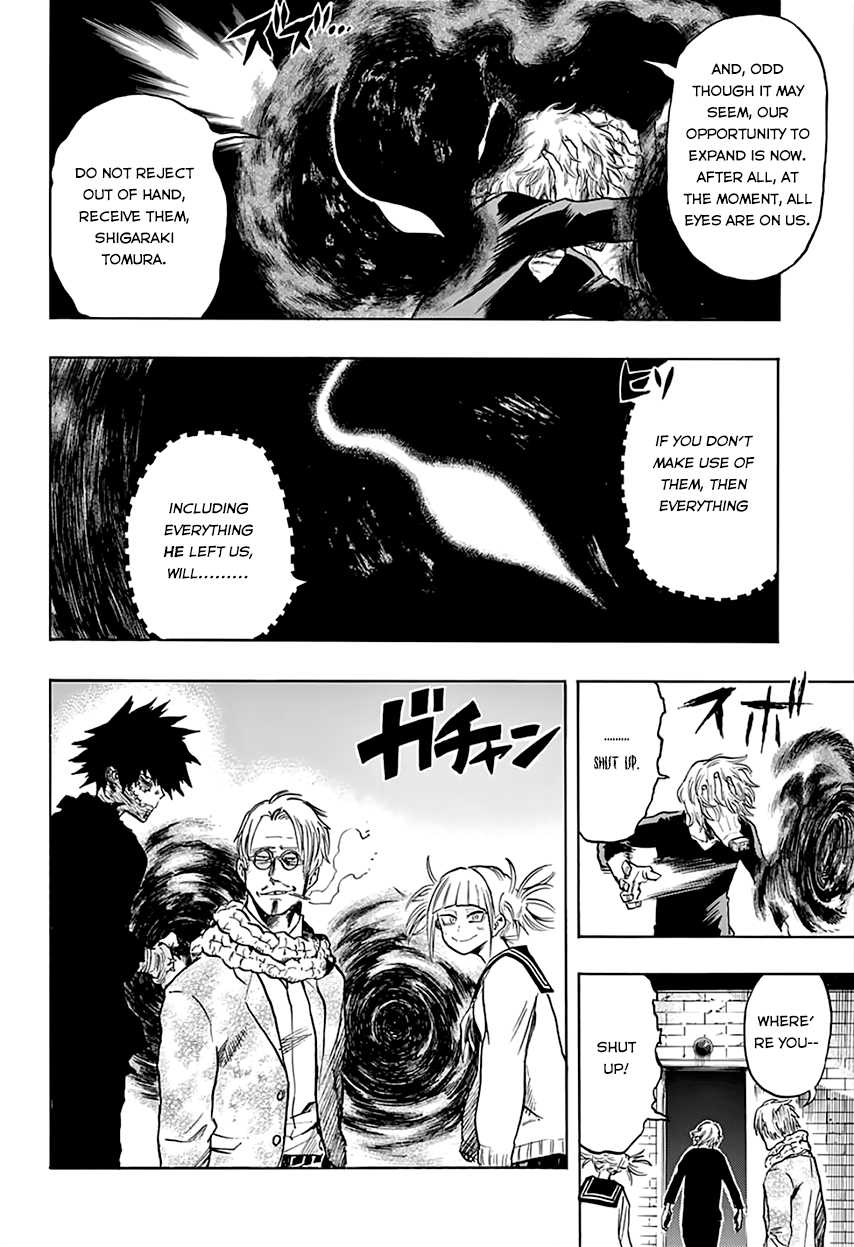 ズズズ…
AND, ODD
THOUGH IT MAY
SEEM, OUR
OPPORTUNITY TO
EXPAND IS NOW.
AFTER ALL, AT
THE MOMENT, ALL
EYES ARE ON US.
DO NOT REJECT
OUT OF HAND,
RECEIVE THEM,
SHIGARAKI
TOMURA.
ピリ
IF YOU DON'T
MAKE USE OF
THEM, THEN
EVERYTHING
INCLUDING
EVERYTHING
HE LEFT US,
WILL.........
ズボ
.........
SHUT UP.
ガチャン
WHERE'
RE YOU--
SHUT
UP!